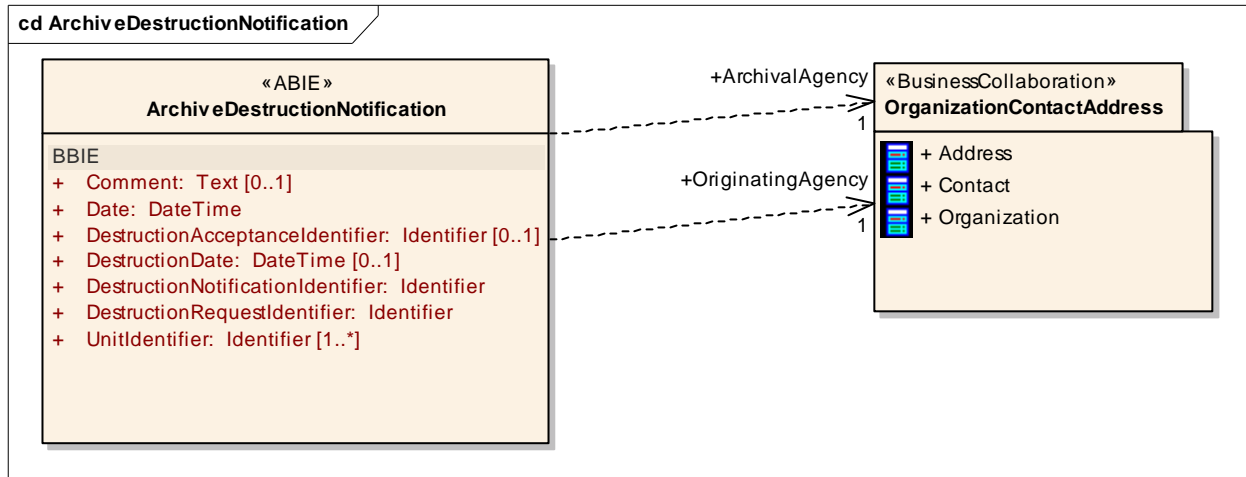 cd ArchiveDestructionNotification
«ABIE»
ArchiveDestructionNotification
BBIE
+ Comment: Text [0..1]
+ Date: DateTime
+ DestructionAcceptanceIdentifier: Identifier [0..1]
+ DestructionDate: DateTime [0..1]
+ DestructionNotificationIdentifier: Identifier
+ DestructionRequestIdentifier: Identifier
+ UnitIdentifier: Identifier [1..*]
+ArchivalAgency
1
+OriginatingAgency
1
«BusinessCollaboration»
OrganizationContactAddress
+ Address
+ Contact
+ Organization